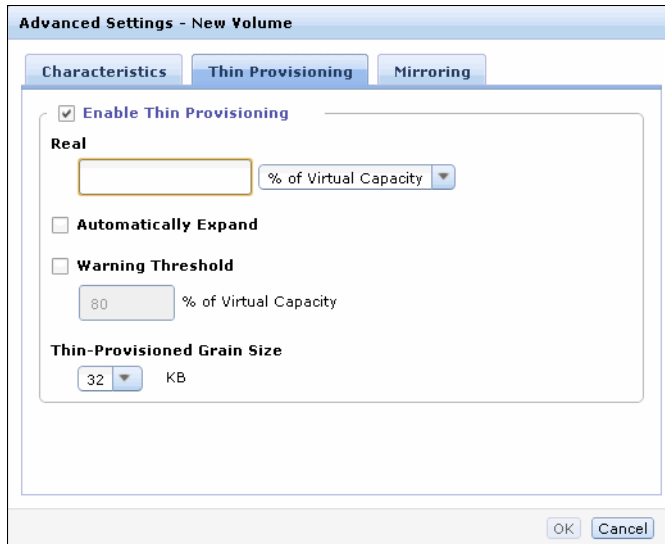 Advanced Settings - New Volume
Characteristics Thin Provisioning Mirroring
Enable Thin Provisioning
Real
% of Virtual Capacity
Automatically Expand
Warning Threshold
80 % of Virtual Capacity
Thin-Provisioned Grain Size
32 KB
OK Cancel